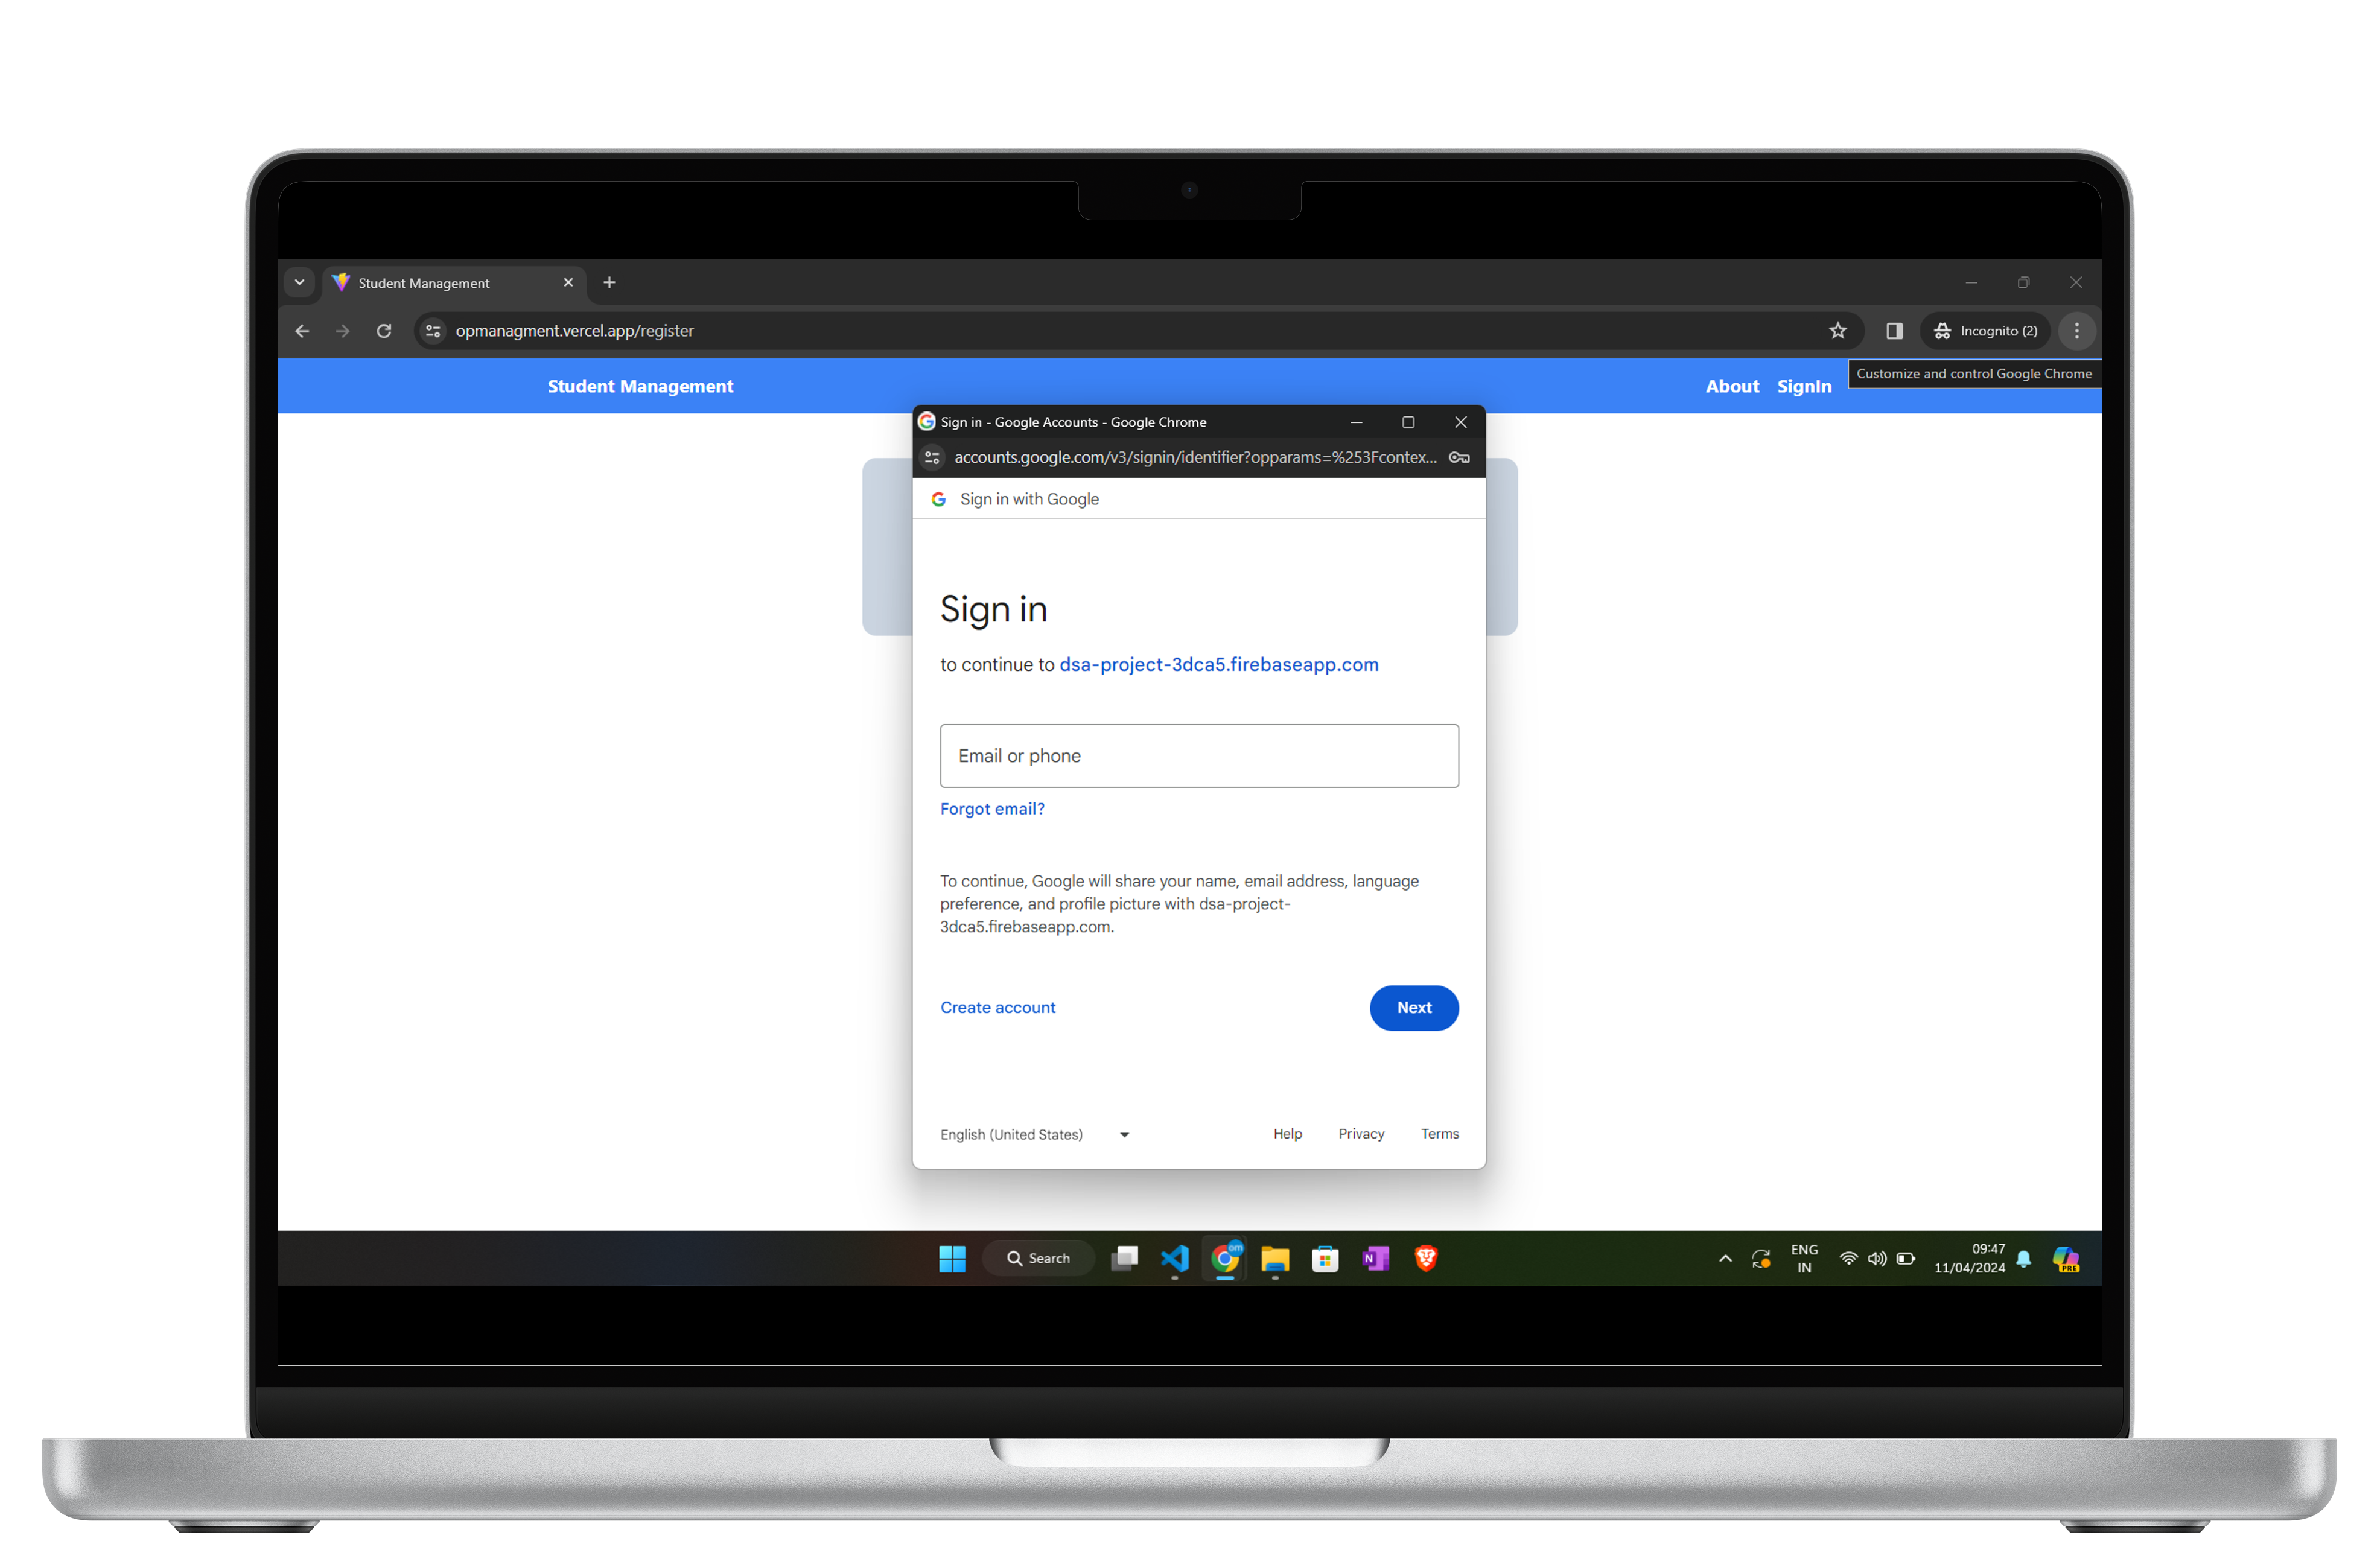 Student Management
opmanagment.vercel.app/register
Incognito (2)
Student Management
About
SignIn
Customize and control Google Chrome
Sign in - Google Accounts - Google Chrome
accounts.google.com/v3/signin/identifier?opparams=%253Fcontex...
Sign in with Google
Sign in
to continue to dsa-project-3dca5.firebaseapp.com
Email or phone
Forgot email?
To continue, Google will share your name, email address, language
preference, and profile picture with dsa-project-
3dca5.firebaseapp.com.
Create account
Next
English (United States)
Help
Privacy
Terms
Search
om
N
ENG
IN
09:47
11/04/2024
PRE